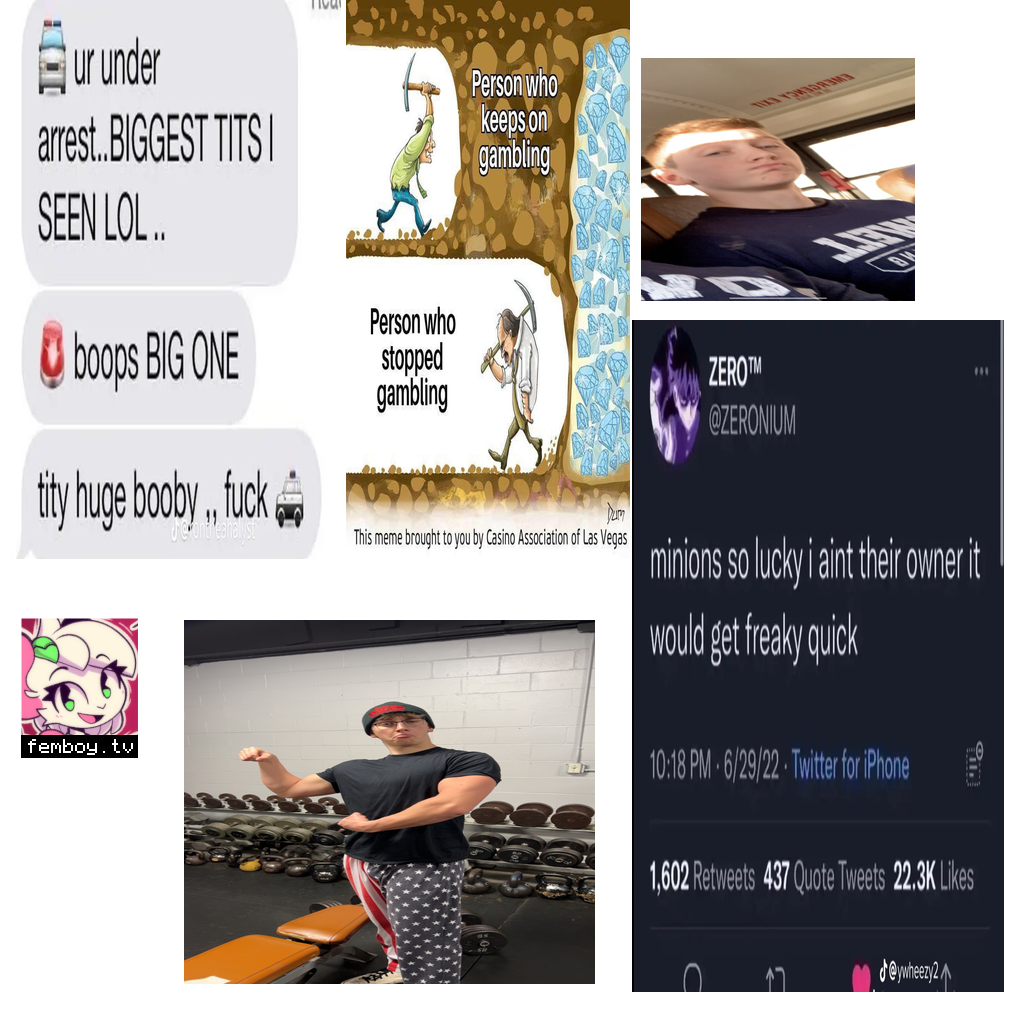 ur under
arrest..BIGGEST TITS I
SEEN LOL ..
boops BIG ONE
tity huge booby ,, fuck
Person who
keeps on
gambling
Person who
stopped
gambling
Dum
This meme brought to you by Casino Association of Las Vegas
EMERGENCY EXIT
ZERO™
@ZERONIUM
minions so lucky i aint their owner it
would get freaky quick
10:18 PM · 6/29/22 · Twitter for iPhone
1,602 Retweets 437 Quote Tweets 22.3K Likes
@ywheezy2
femboy.tv